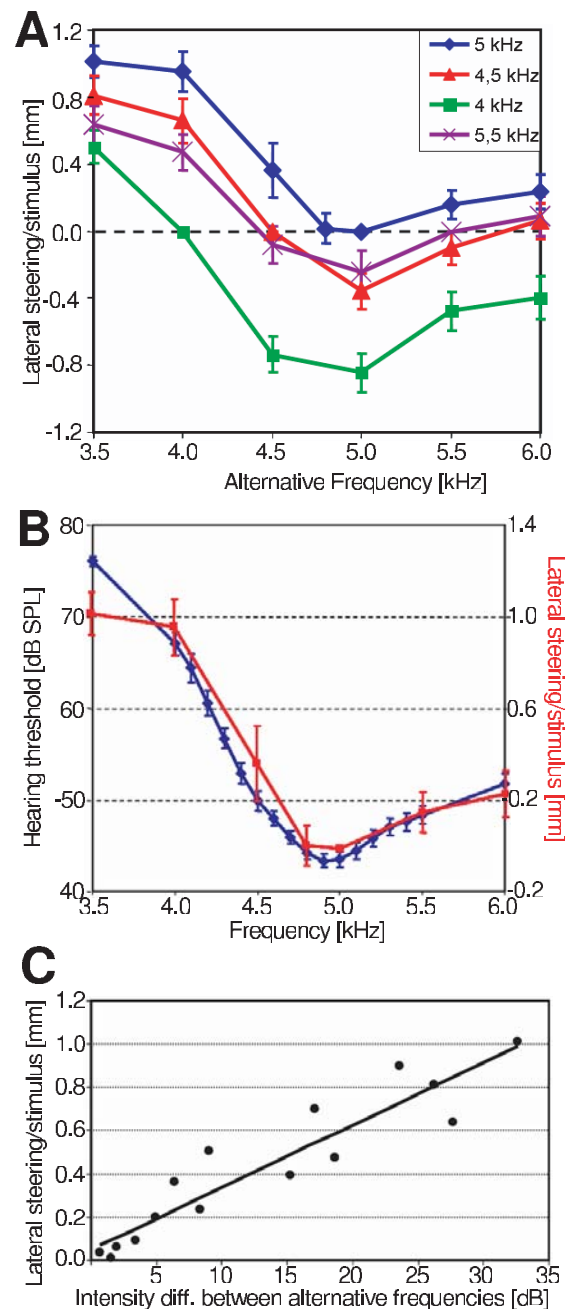 A
Lateral steering/stimulus [mm]
1.2
0.8
0.4
0.0
-0.4
-0.8
-1.2
5 kHz
4,5 kHz
4 kHz
5,5 kHz
3.5 4.0 4.5 5.0 5.5 6.0
Alternative Frequency [kHz]
B
Hearing threshold [dB SPL]
80
70
60
-50
40
1.4
1.0
0.6
0.2
-0.2
Lateral steering/stimulus [mm]
3.5 4.0 4.5 5.0 5.5 6.0
Frequency [kHz]
C
Lateral steering/stimulus [mm]
1.2
1.0
0.8
0.6
0.4
0.2
0.0
5 10 15 20 25 30 35
Intensity diff. between alternative frequencies [dB]